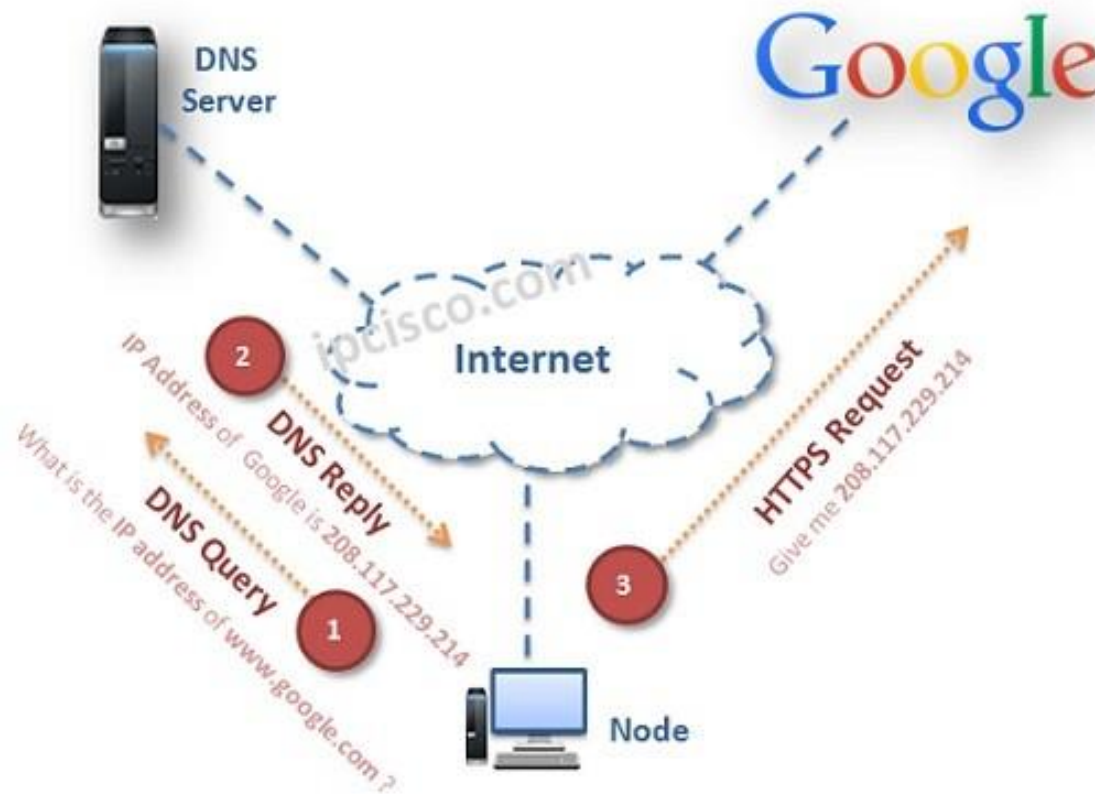 DNS
Server
Google
ipcisco.com
Internet
2
IP Address of Google is 208.117.229.214
DNS Reply
What is the IP address of www.google.com ?
DNS Query
1
3
HTTPS Request
Give me 208.117.229.214
Node